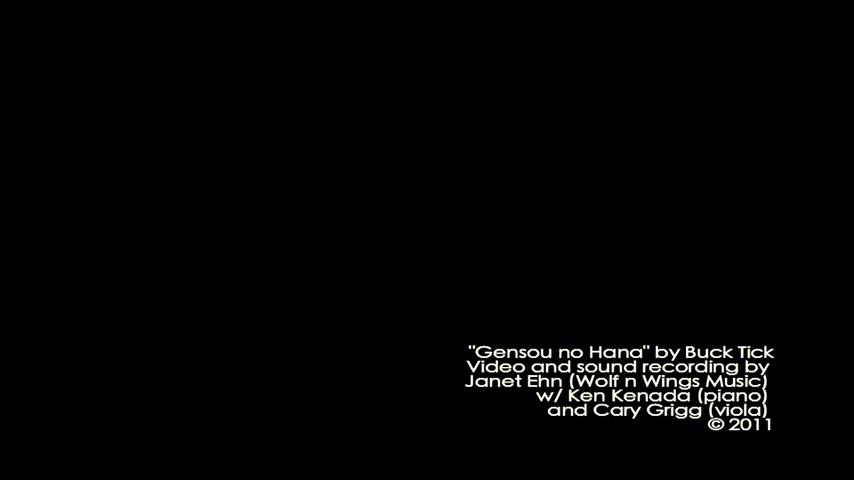 "Gensou no Hana" by Buck Tick
Video and sound recording by
Janet Ehn (Wolf n Wings Music)
w/ Ken Kenada (piano)
and Cary Grigg (viola)
© 2011